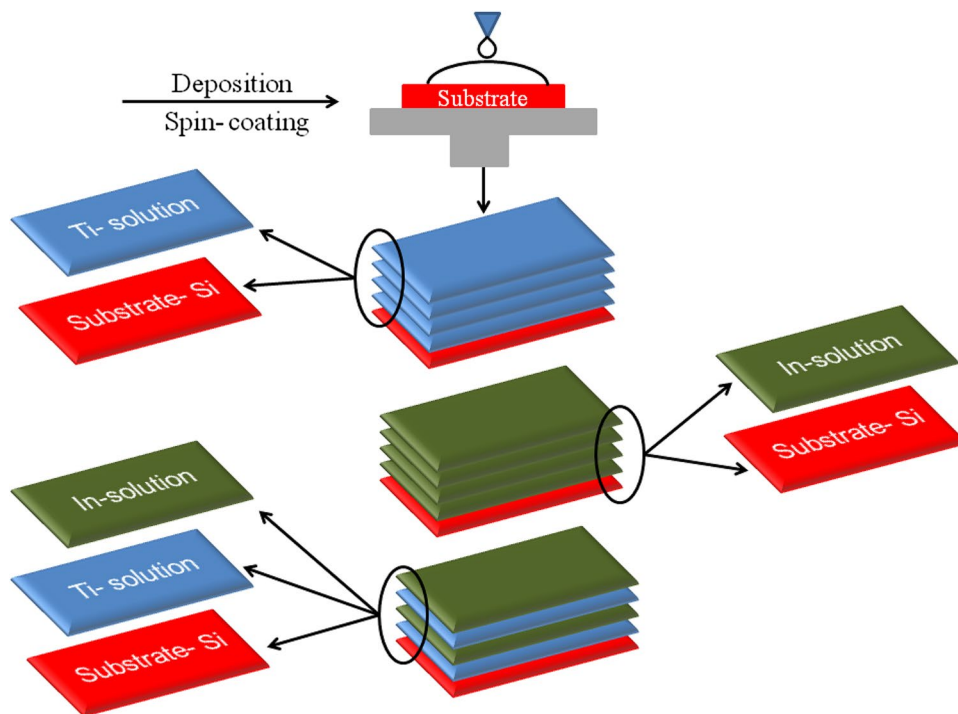 Deposition
Spin- coating
Substrate
Ti- solution
Substrate- Si
In-solution
Substrate- Si
In-solution
Ti- solution
Substrate- Si